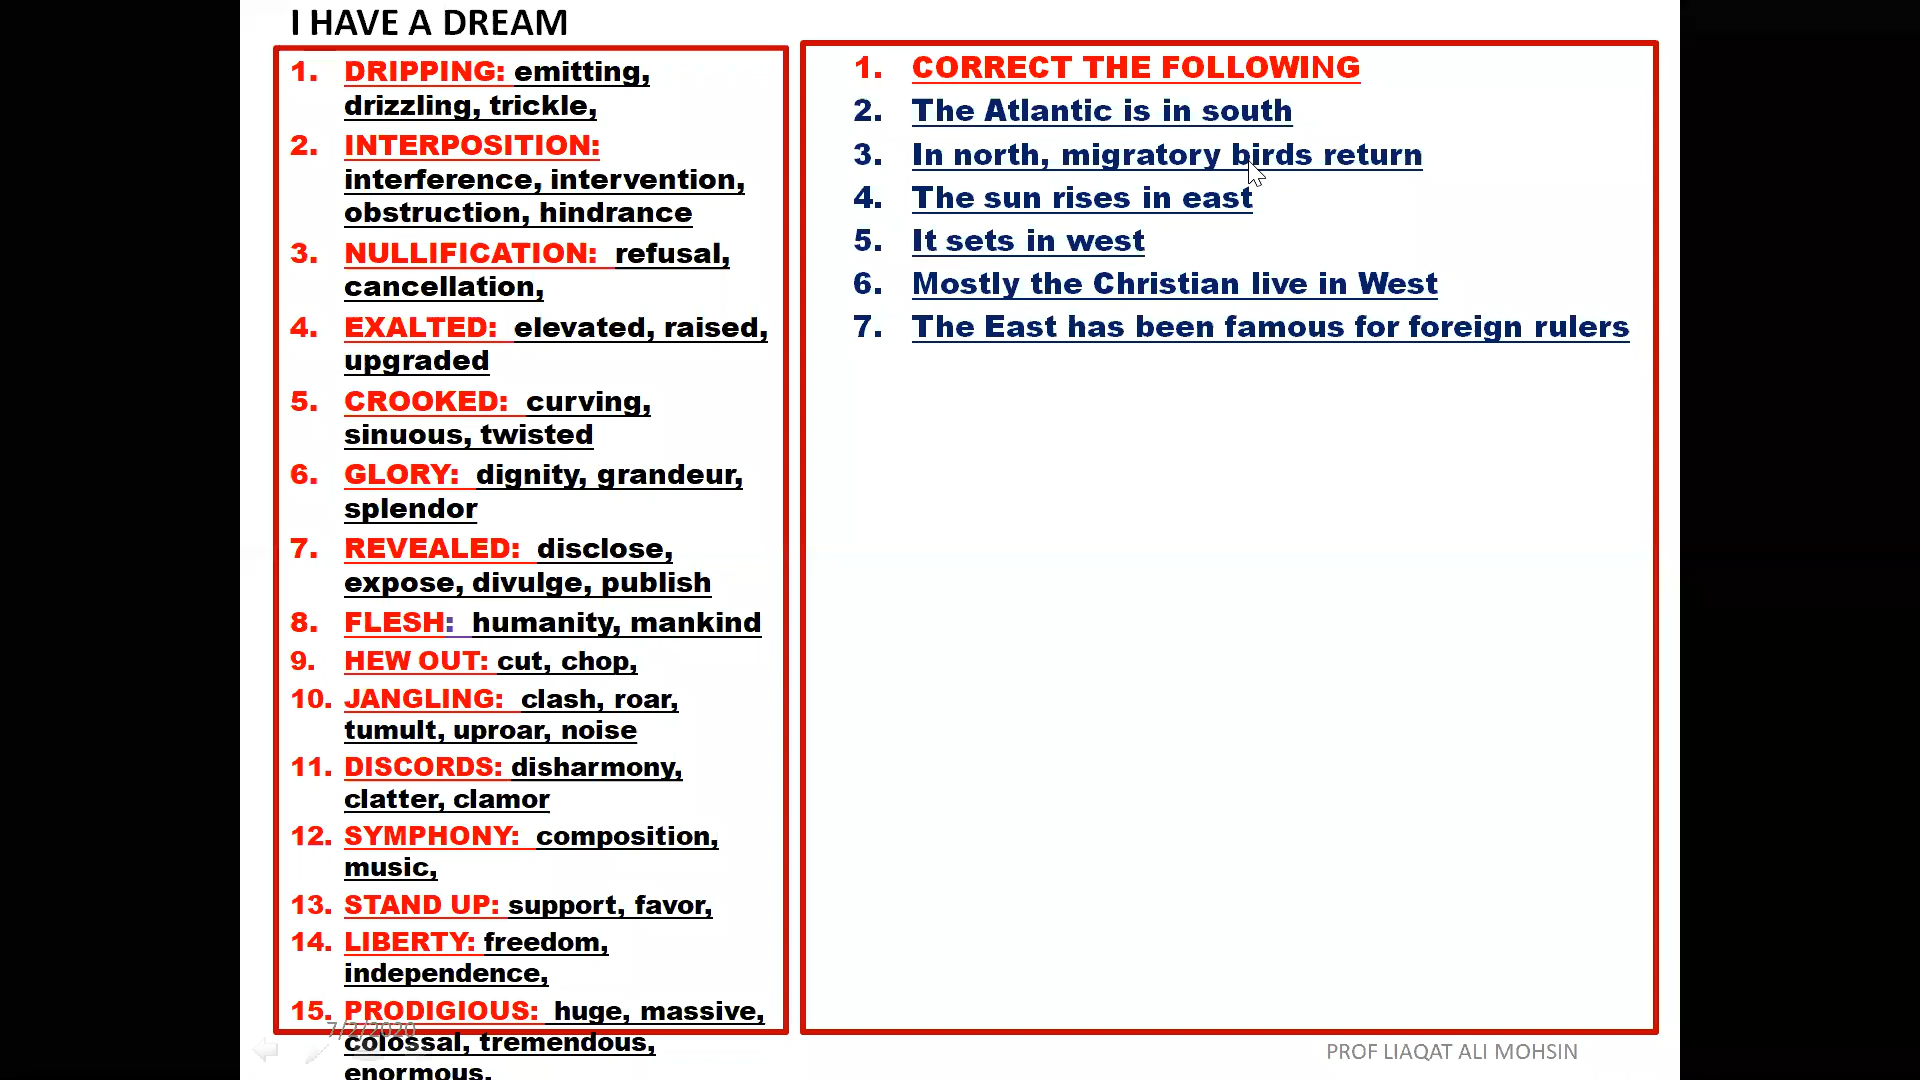 I HAVE A DREAM
1. DRIPPING: emitting,
drizzling, trickle,
2. INTERPOSITION:
interference, intervention,
obstruction, hindrance
3. NULLIFICATION: refusal,
cancellation,
4. EXALTED: elevated, raised,
upgraded
5. CROOKED: curving,
sinuous, twisted
6. GLORY: dignity, grandeur,
splendor
7. REVEALED: disclose,
expose, divulge, publish
8. FLESH: humanity, mankind
9. HEW OUT: cut, chop,
10. JANGLING: clash, roar,
tumult, uproar, noise
11. DISCORDS: disharmony,
clatter, clamor
12. SYMPHONY: composition,
music,
13. STAND UP: support, favor,
14. LIBERTY: freedom,
independence,
15. PRODIGIOUS: huge, massive,
colossal, tremendous,
enormous,
7/2/2020
1. CORRECT THE FOLLOWING
2. The Atlantic is in south
3. In north, migratory birds return
4. The sun rises in east
5. It sets in west
6. Mostly the Christian live in West
7. The East has been famous for foreign rulers
PROF LIAQAT ALI MOHSIN